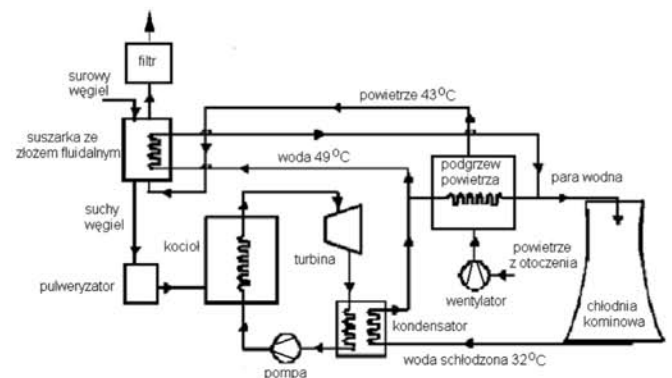 filtr
surowy
węgiel
suszarka ze
złożem fluidalnym
powietrze 43°C
woda 49°C
podgrzew
powietrza
para wodna
suchy
węgiel
kocioł
turbina
pulweryzator
powietrze
z otoczenia
wentylator
kondensator
chłodnia
kominowa
pompa
woda schłodzona 32°C